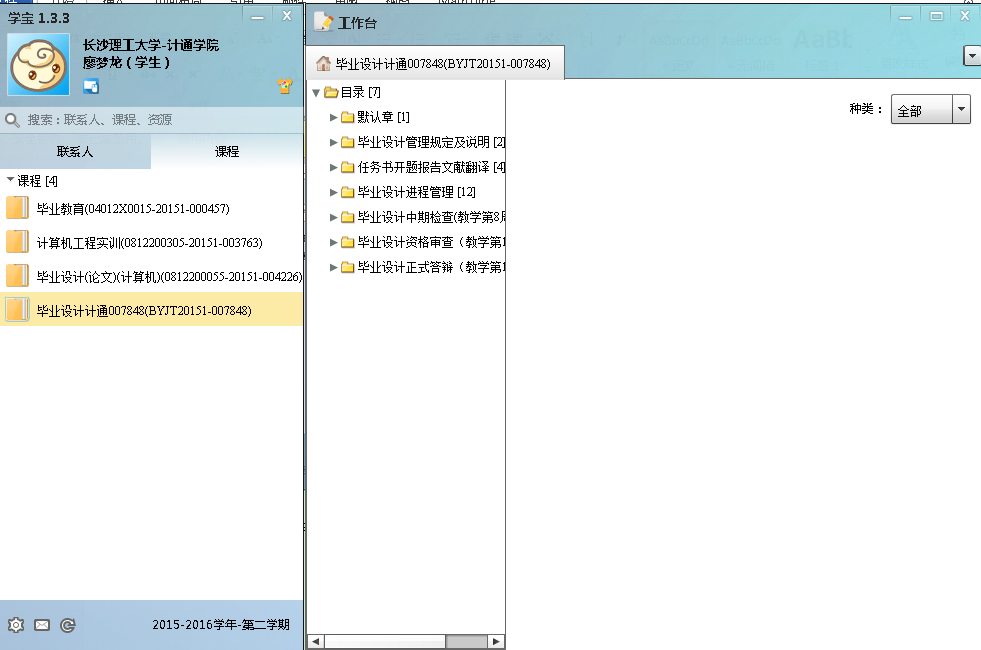 学宝 1.3.3
长沙理工大学-计通学院
廖梦龙（学生）
搜索：联系人、课程、资源
联系人
课程
课程 [4]
毕业教育(04012X0015-20151-000457)
计算机工程实训(0812200305-20151-003763)
毕业设计(论文)(计算机)(0812200055-20151-004226)
毕业设计计通007848(BYJT20151-007848)
2015-2016学年-第二学期
工作台
毕业设计计通007848(BYJT20151-007848)
目录 [7]
默认章 [1]
毕业设计管理规定及说明 [2]
任务书开题报告文献翻译 [4]
毕业设计进程管理 [12]
毕业设计中期检查(教学第8周
毕业设计资格审查（教学第1
毕业设计正式答辩（教学第1
种类：
全部